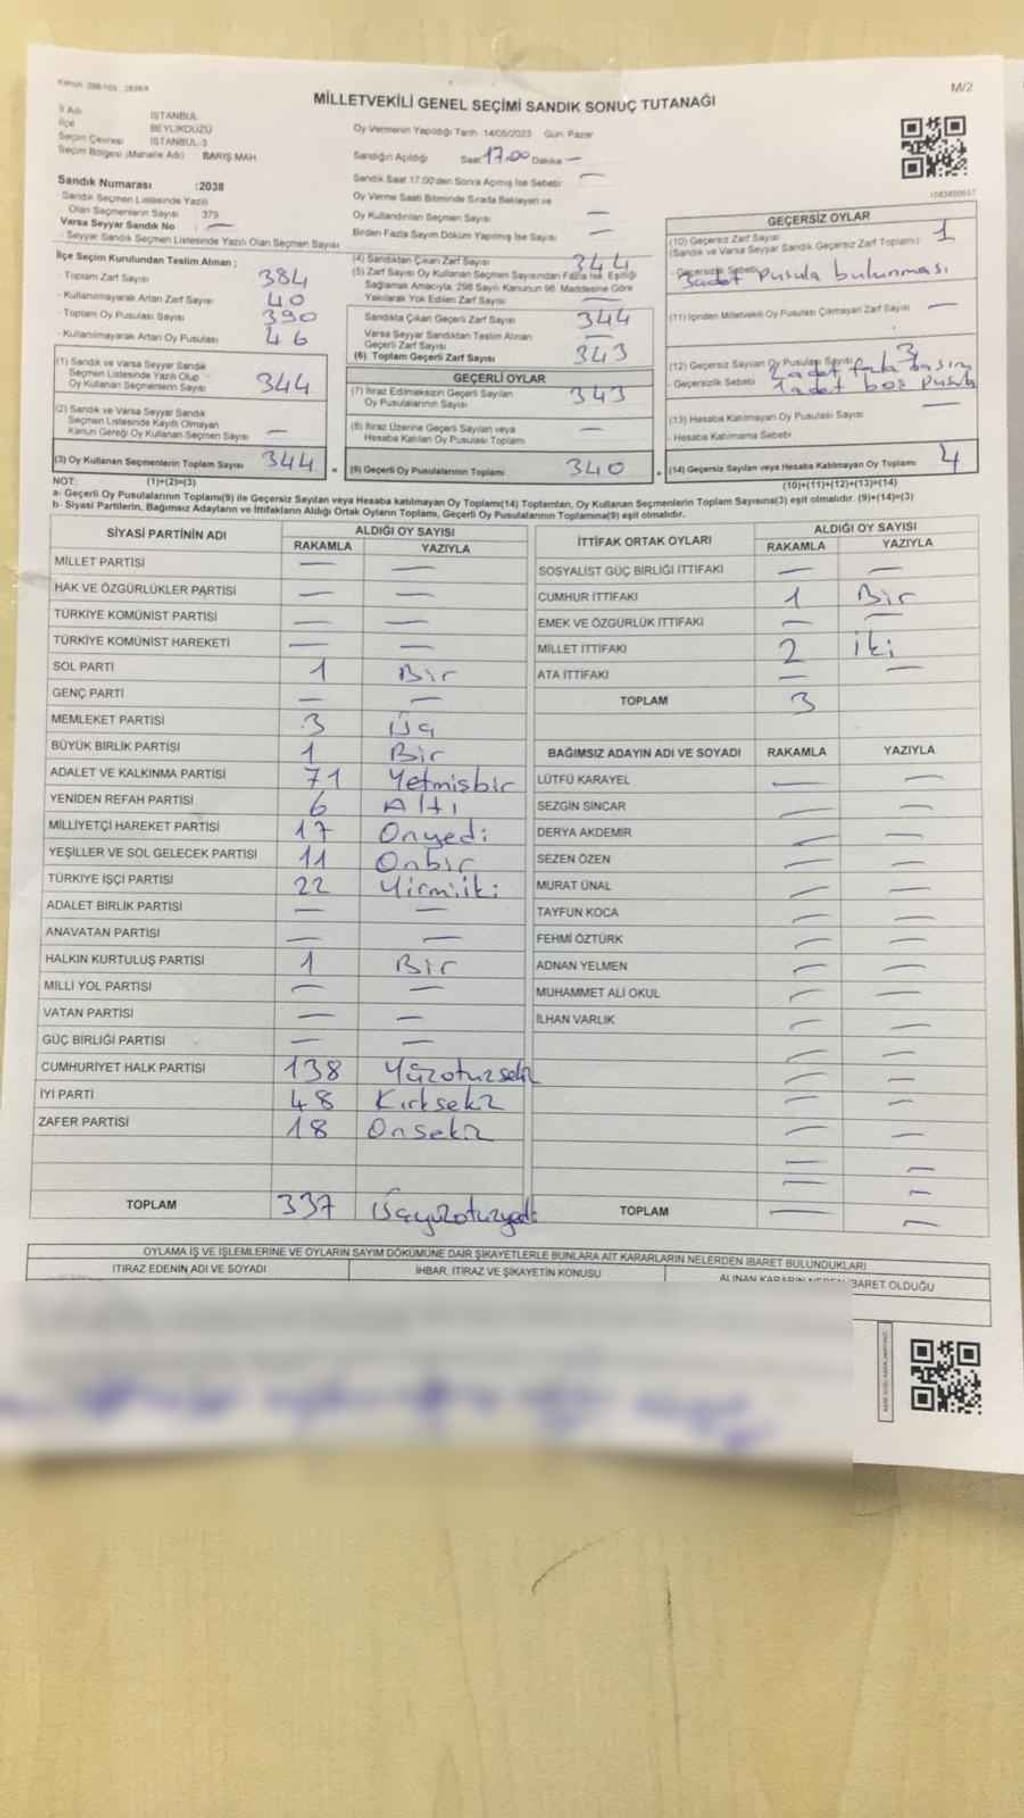 MİLLETVEKİLİ GENEL SEÇİMİ SANDIK SONUÇ TUTANAĞI
M/2
İl Adı İSTANBUL
İlçe BEYLİKDÜZÜ
Seçim Çevresi İSTANBUL-3
Seçim Bölgesi (Mahalle Adı) BARIŞ MAH.
Oy Vermenin Yapıldığı Tarih: 14/05/2023 Gün: Pazar
Sandığın Açıldığı Saat 17.00 Dakika —
Sandık Saat 17:00'den Sonra Açılmış İse Sebebi: —
Oy Verme Saati Bitiminde Sırada Bekleyen ve
Oy Kullandırılan Seçmen Sayısı —
Birden Fazla Sayım Döküm Yapılmış İse Sayısı —
Sandık Numarası :2038
Sandık Seçmen Listesinde Yazılı
Olan Seçmenlerin Sayısı 379
Varsa Seyyar Sandık No —
Seyyar Sandık Seçmen Listesinde Yazılı Olan Seçmen Sayısı
İlçe Seçim Kurulundan Teslim Alınan;
- Toplam Zarf Sayısı 384
- Kullanılmayarak Artan Zarf Sayısı 40
- Toplam Oy Pusulası Sayısı 390
- Kullanılmayarak Artan Oy Pusulası 46
(1) Sandık ve Varsa Seyyar Sandık
Seçmen Listesinde Yazılı Olup
Oy Kullanan Seçmenlerin Sayısı 344
(2) Sandık ve Varsa Seyyar Sandık
Seçmen Listesinde Kayıtlı Olmayan
Kanun Gereği Oy Kullanan Seçmen Sayısı —
(3) Oy Kullanan Seçmenlerin Toplam Sayısı 344
(1)+(2)=(3)
(4) Sandıktan Çıkan Zarf Sayısı 344
(5) Zarf Sayısı Oy Kullanan Seçmen Sayısından Fazla İse, Eşitliği
Sağlamak Amacıyla, 298 Sayılı Kanunun 98. Maddesine Göre
Yakılarak Yok Edilen Zarf Sayısı —
Sandıkta Çıkan Geçerli Zarf Sayısı 344
Varsa Seyyar Sandıktan Teslim Alınan
Geçerli Zarf Sayısı —
(6) Toplam Geçerli Zarf Sayısı 343
GEÇERLİ OYLAR
(7) İtiraz Edilmeksizin Geçerli Sayılan
Oy Pusulalarının Sayısı 343
(8) İtiraz Üzerine Geçerli Sayılan veya
Hesaba Katılan Oy Pusulaları Toplamı —
(9) Geçerli Oy Pusulalarının Toplamı 340
GEÇERSİZ OYLAR
(10) Geçersiz Zarf Sayısı
(Sandık ve Varsa Seyyar Sandık Geçersiz Zarf Toplamı) 1
- Geçersizlik Sebebi pusula bulunması
(11) İçinden Milletvekili Oy Pusulası Çıkmayan Zarf Sayısı —
(12) Geçersiz Sayılan Oy Pusulası Sayısı 3
- Geçersizlik Sebebi 2 adet fazla basım
1 adet boş pusula
(13) Hesaba Katılmayan Oy Pusulası Sayısı —
- Hesaba Katılmama Sebebi
(14) Geçersiz Sayılan veya Hesaba Katılmayan Oy Toplamı 4
(10)+(11)+(12)+(13)=(14)
NOT:
a- Geçerli Oy Pusulalarının Toplamı(9) ile Geçersiz Sayılan veya Hesaba katılmayan Oy Toplamı(14) Toplamları, Oy Kullanan Seçmenlerin Toplam Sayısına(3) eşit olmalıdır. (9)+(14)=(3)
b- Siyasi Partilerin, Bağımsız Adayların ve İttifakların Aldığı Ortak Oyların Toplamı, Geçerli Oy Pusulalarının Toplamına(9) eşit olmalıdır.
SİYASİ PARTİNİN ADI ALDIĞI OY SAYISI
RAKAMLA YAZIYLA
MİLLET PARTİSİ — —
HAK VE ÖZGÜRLÜKLER PARTİSİ — —
TÜRKİYE KOMÜNİST PARTİSİ — —
TÜRKİYE KOMÜNİST HAREKETİ — —
SOL PARTİ 1 Bir
GENÇ PARTİ — —
MEMLEKET PARTİSİ 3 Üç
BÜYÜK BİRLİK PARTİSİ 1 Bir
ADALET VE KALKINMA PARTİSİ 71 Yetmişbir
YENİDEN REFAH PARTİSİ 6 Altı
MİLLİYETÇİ HAREKET PARTİSİ 17 Onyedi
YEŞİLLER VE SOL GELECEK PARTİSİ 11 Onbir
TÜRKİYE İŞÇİ PARTİSİ 22 Yirmiiki
ADALET BİRLİK PARTİSİ — —
ANAVATAN PARTİSİ — —
HALKIN KURTULUŞ PARTİSİ 1 Bir
MİLLİ YOL PARTİSİ — —
VATAN PARTİSİ — —
GÜÇ BİRLİĞİ PARTİSİ — —
CUMHURİYET HALK PARTİSİ 138 Yüzotuzsekiz
İYİ PARTİ 48 Kırksekiz
ZAFER PARTİSİ 18 Onsekiz
TOPLAM 337 Üçyüzotuzyedi
İTTİFAK ORTAK OYLARI ALDIĞI OY SAYISI
RAKAMLA YAZIYLA
SOSYALİST GÜÇ BİRLİĞİ İTTİFAKI — —
CUMHUR İTTİFAKI 1 Bir
EMEK VE ÖZGÜRLÜK İTTİFAKI — —
MİLLET İTTİFAKI 2 iki
ATA İTTİFAKI — —
TOPLAM 3
BAĞIMSIZ ADAYIN ADI VE SOYADI RAKAMLA YAZIYLA
LÜTFÜ KARAYEL — —
SEZGİN SİNCAR — —
DERYA AKDEMİR — —
SEZEN ÖZEN — —
MURAT ÜNAL — —
TAYFUN KOCA — —
FEHMİ ÖZTÜRK — —
ADNAN YELMEN — —
MUHAMMET ALİ OKUL — —
İLHAN VARLIK — —
TOPLAM — —
OYLAMA İŞ VE İŞLEMLERİNE VE OYLARIN SAYIM DÖKÜMÜNE DAİR ŞİKAYETLERLE BUNLARA AİT KARARLARIN NELERDEN İBARET BULUNDUKLARI
İTİRAZ EDENİN ADI VE SOYADI İHBAR, İTİRAZ VE ŞİKAYETİN KONUSU ALINAN KARARIN NEDEN İBARET OLDUĞU